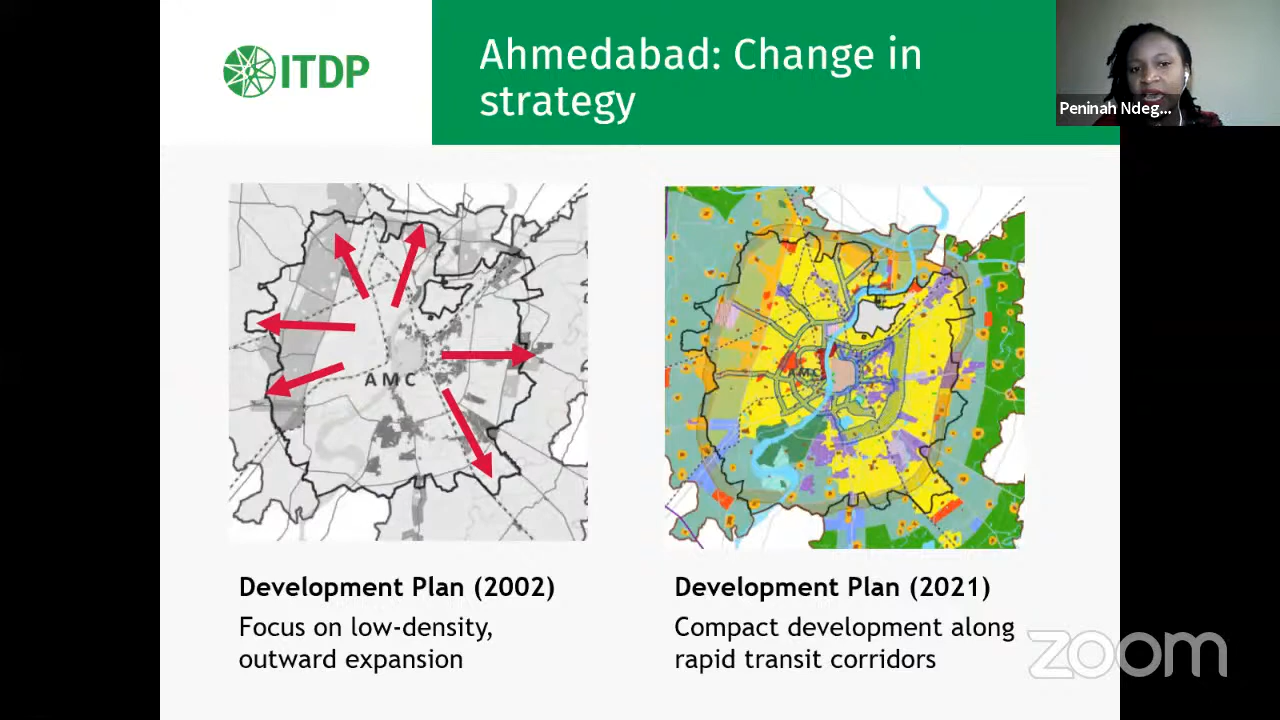 ITDP
Ahmedabad: Change in
strategy
Peninah Ndeg...
AMC
AMC
Development Plan (2002)
Focus on low-density,
outward expansion
Development Plan (2021)
Compact development along
rapid transit corridors
zoom